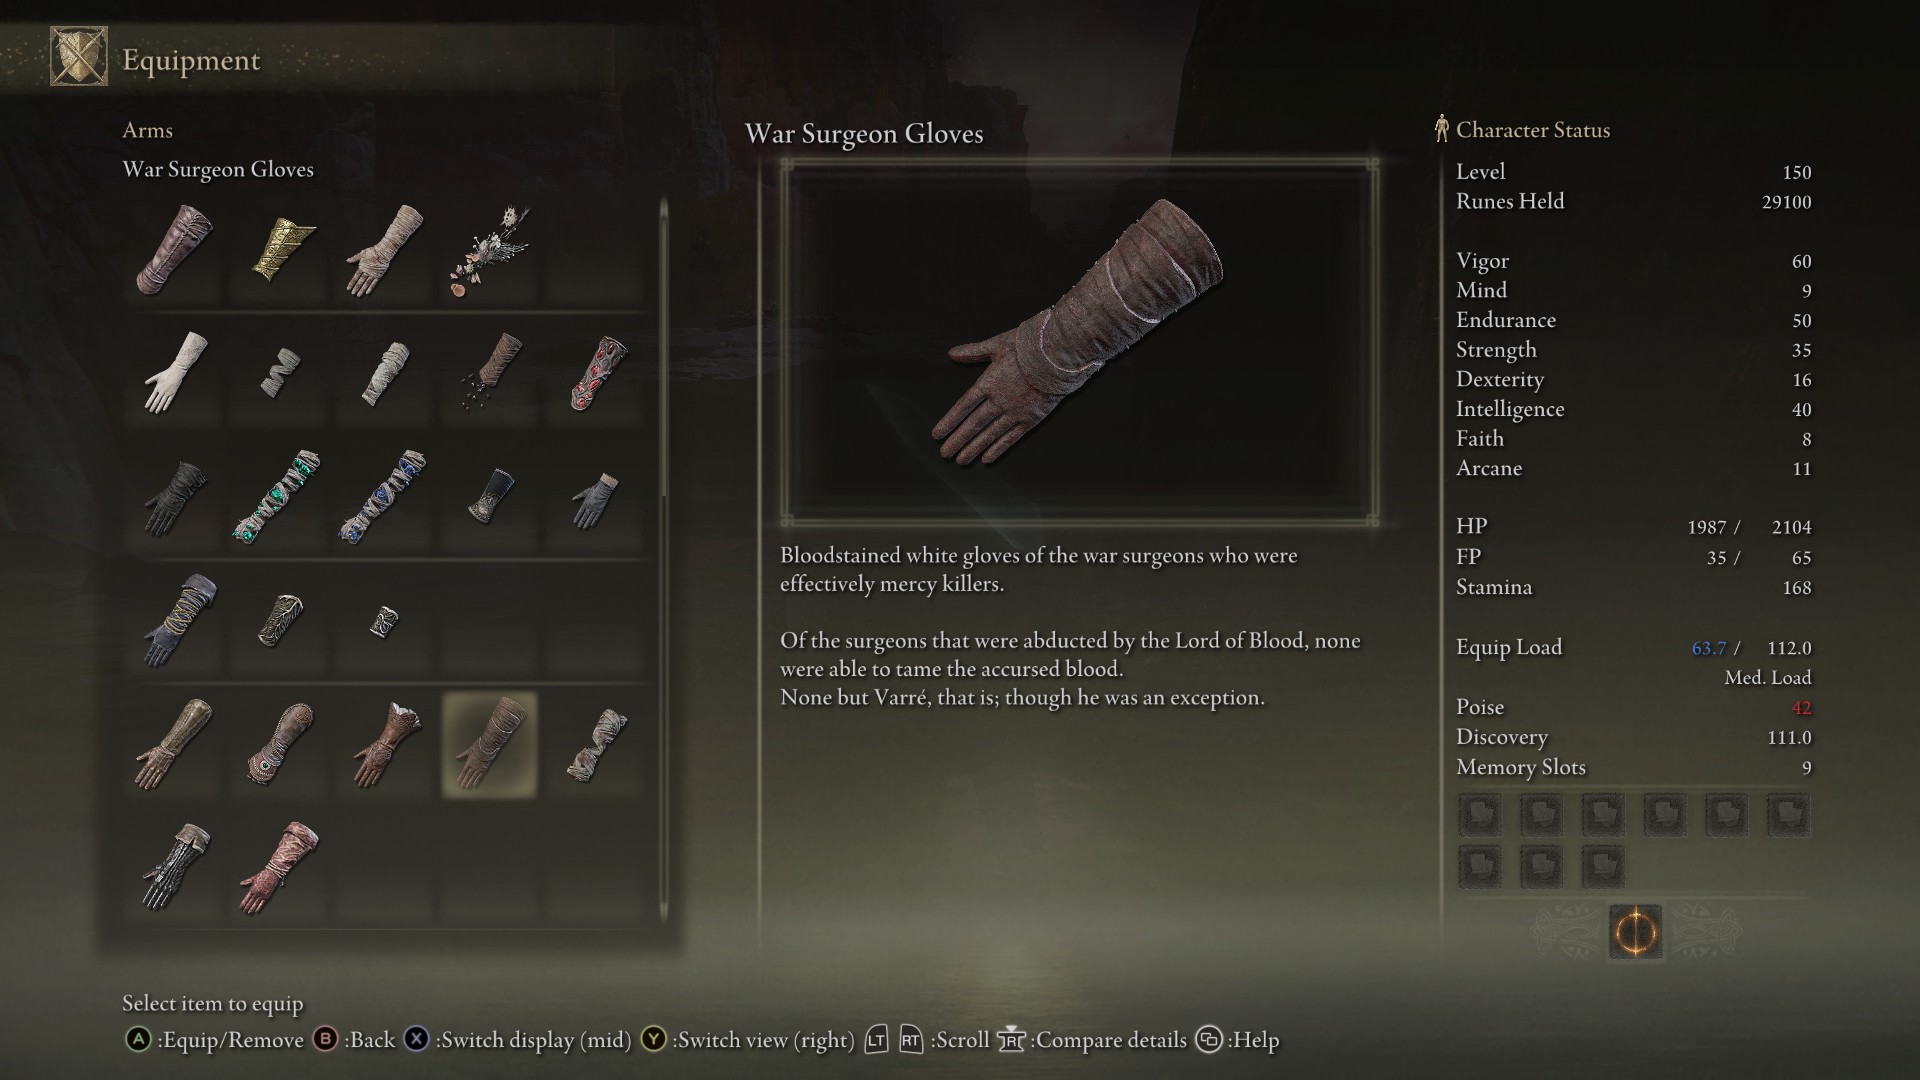 Equipment
Arms
War Surgeon Gloves
War Surgeon Gloves
Bloodstained white gloves of the war surgeons who were
effectively mercy killers.
Of the surgeons that were abducted by the Lord of Blood, none
were able to tame the accursed blood.
None but Varré, that is; though he was an exception.
Character Status
Level 150
Runes Held 29100
Vigor 60
Mind 9
Endurance 50
Strength 35
Dexterity 16
Intelligence 40
Faith 8
Arcane 11
HP 1987 / 2104
FP 35 / 65
Stamina 168
Equip Load 63.7 / 112.0
Med. Load
Poise 42
Discovery 111.0
Memory Slots 9
Select item to equip
A :Equip/Remove B :Back X :Switch display (mid) Y :Switch view (right) LT RT :Scroll R :Compare details :Help